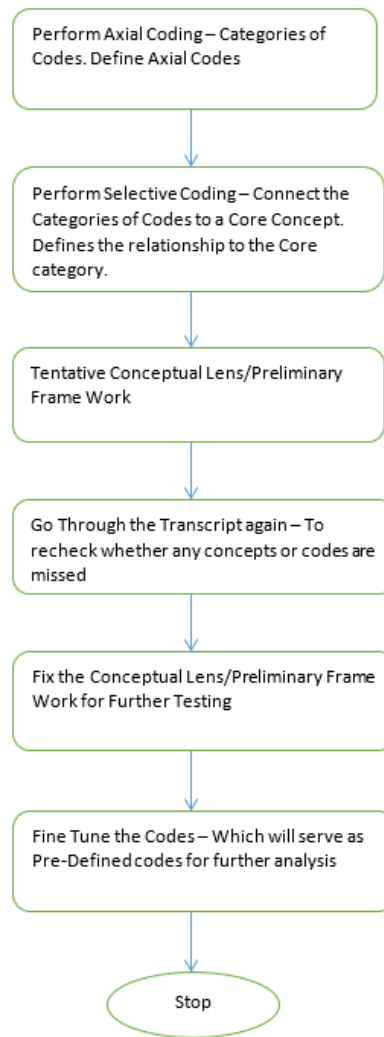 Perform Axial Coding – Categories of
Codes. Define Axial Codes
Perform Selective Coding – Connect the
Categories of Codes to a Core Concept.
Defines the relationship to the Core
category.
Tentative Conceptual Lens/Preliminary
Frame Work
Go Through the Transcript again – To
recheck whether any concepts or codes are
missed
Fix the Conceptual Lens/Preliminary Frame
Work for Further Testing
Fine Tune the Codes – Which will serve as
Pre-Defined codes for further analysis
Stop